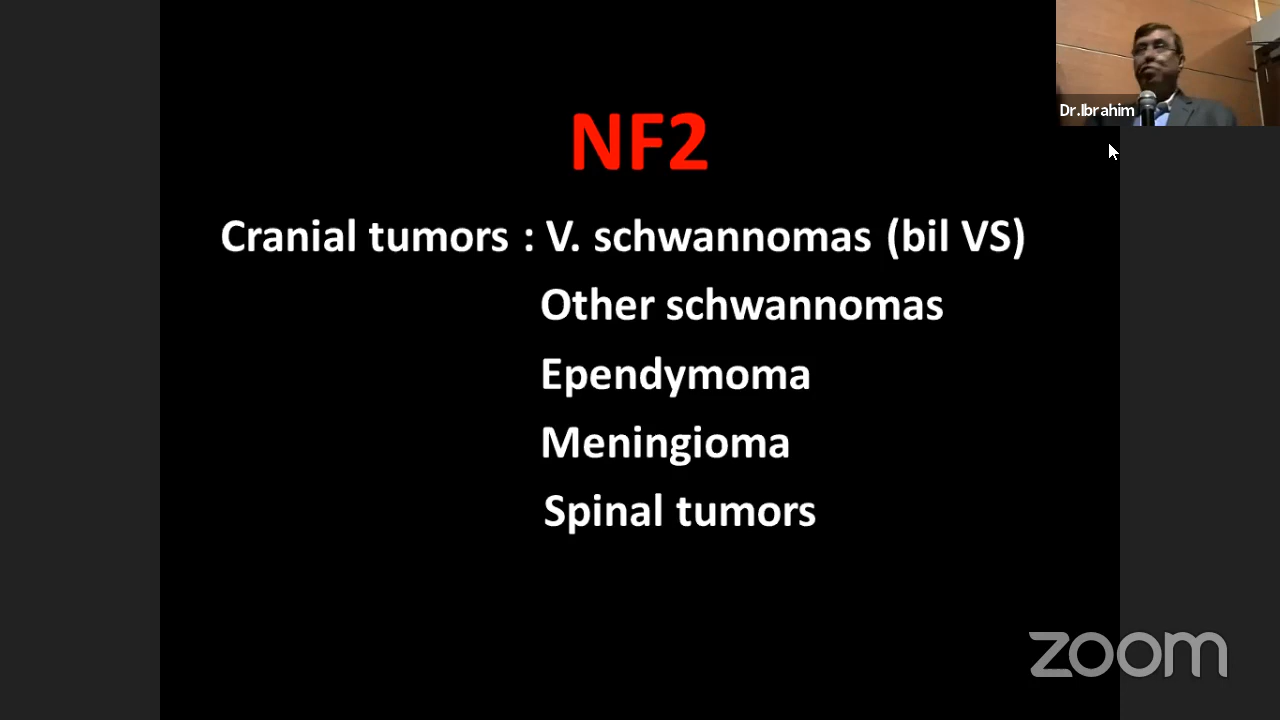 Dr.Ibrahim
NF2
Cranial tumors : V. schwannomas (bil VS)
Other schwannomas
Ependymoma
Meningioma
Spinal tumors
zoom